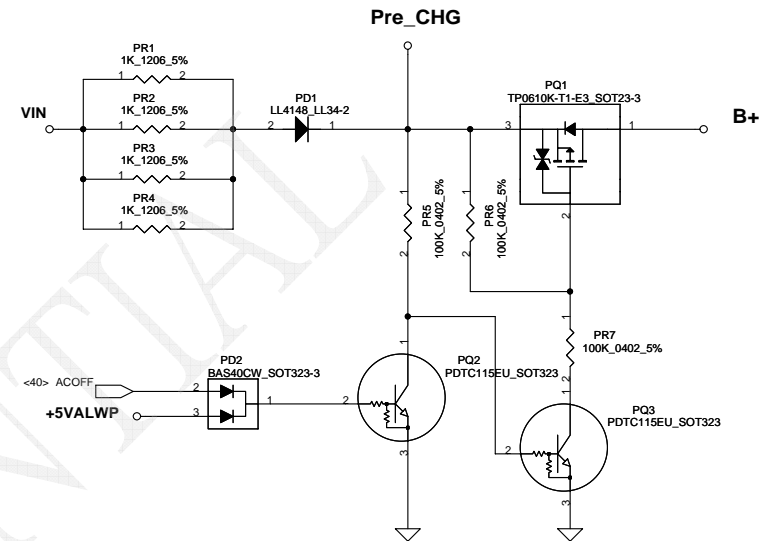 Pre_CHG
PR1
1K_1206_5%
1 2
PR2
1K_1206_5%
1 2
PR3
1K_1206_5%
1 2
PR4
1K_1206_5%
1 2
VIN
PD1
LL4148_LL34-2
2 1
PQ1
TP0610K-T1-E3_SOT23-3
3 1
2
B+
PR5
100K_0402_5%
1 2
PR6
100K_0402_5%
1 2
PR7
100K_0402_5%
1 2
PD2
BAS40CW_SOT323-3
<40> ACOFF
2
+5VALWP
3
1
PQ2
PDTC115EU_SOT323
1
2
3
PQ3
PDTC115EU_SOT323
1
2
3
NTIAL